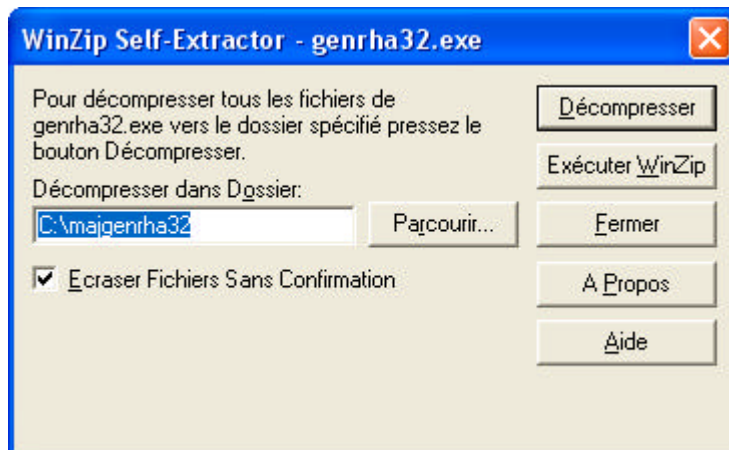 WinZip Self-Extractor - genrha32.exe
Pour décompresser tous les fichiers de
genrha32.exe vers le dossier spécifié pressez le
bouton Décompresser.
Décompresser dans Dossier:
C:\majgenrha32
Parcourir...
Ecraser Fichiers Sans Confirmation
Décompresser
Exécuter WinZip
Fermer
A Propos
Aide